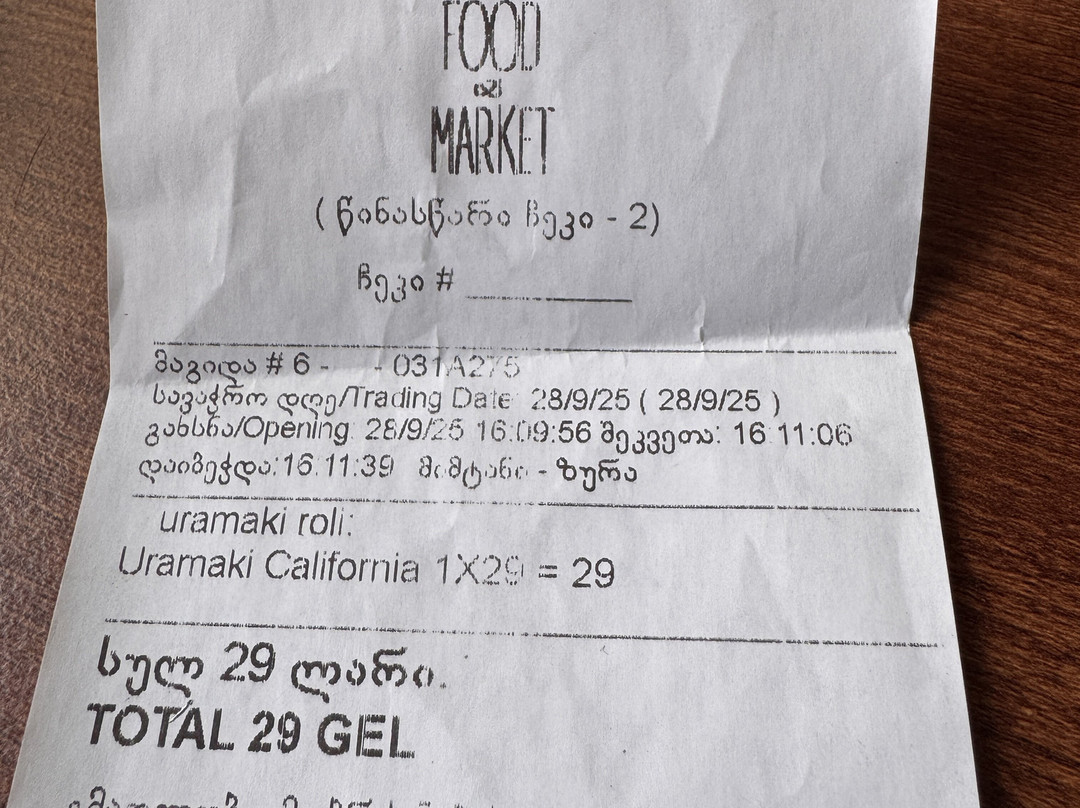 FOOD
MARKET
( წინასწარი ჩეკი - 2)
ჩეკი # ___________
მაგიდა # 6 - - 031A275
სავაჭრო დღე/Trading Date: 28/9/25 ( 28/9/25 )
გახსნა/Opening: 28/9/25 16:09:56 შეკვეთა: 16:11:06
დაიბეჭდა:16:11:39 მიმტანი - ზურა
uramaki roli:
Uramaki California 1X29 = 29
სულ 29 ლარი.
TOTAL 29 GEL